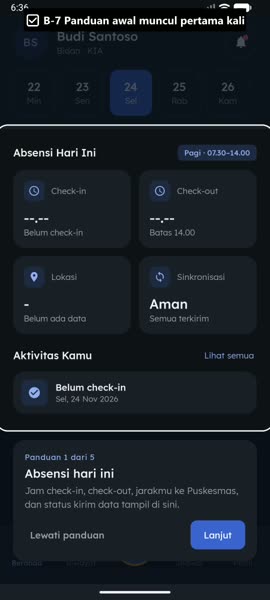 6:36
B-7 Panduan awal muncul pertama kali
BS
Budi Santoso
Bidan · KIA
22 23 24 25 26
Min Sen Sel Rab Kam
Absensi Hari Ini
Pagi · 07.30–14.00
Check-in
--.--
Belum check-in
Check-out
--.--
Batas 14.00
Lokasi
-
Belum ada data
Sinkronisasi
Aman
Semua terkirim
Aktivitas Kamu
Lihat semua
Belum check-in
Sel, 24 Nov 2026
Panduan 1 dari 5
Absensi hari ini
Jam check-in, check-out, jarakmu ke Puskesmas,
dan status kirim data tampil di sini.
Lewati panduan
Lanjut
Beranda